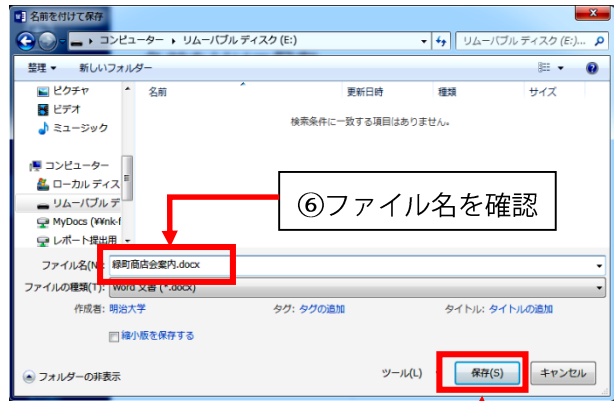 名前を付けて保存
コンピューター ▸ リムーバブル ディスク (E:)
リムーバブル ディスク (E:)...
整理 ▼ 新しいフォルダー
ピクチャ
ビデオ
ミュージック
コンピューター
ローカル ディス
リムーバブル デ
MyDocs (¥¥nk-f
レポート提出用
名前 更新日時 種類 サイズ
検索条件に一致する項目はありません。
⑥ファイル名を確認
ファイル名(N): 緑町商店会案内.docx
ファイルの種類(T): Word 文書 (*.docx)
作成者: 明治大学 タグ: タグの追加 タイトル: タイトルの追加
縮小版を保存する
フォルダーの非表示 ツール(L) 保存(S) キャンセル